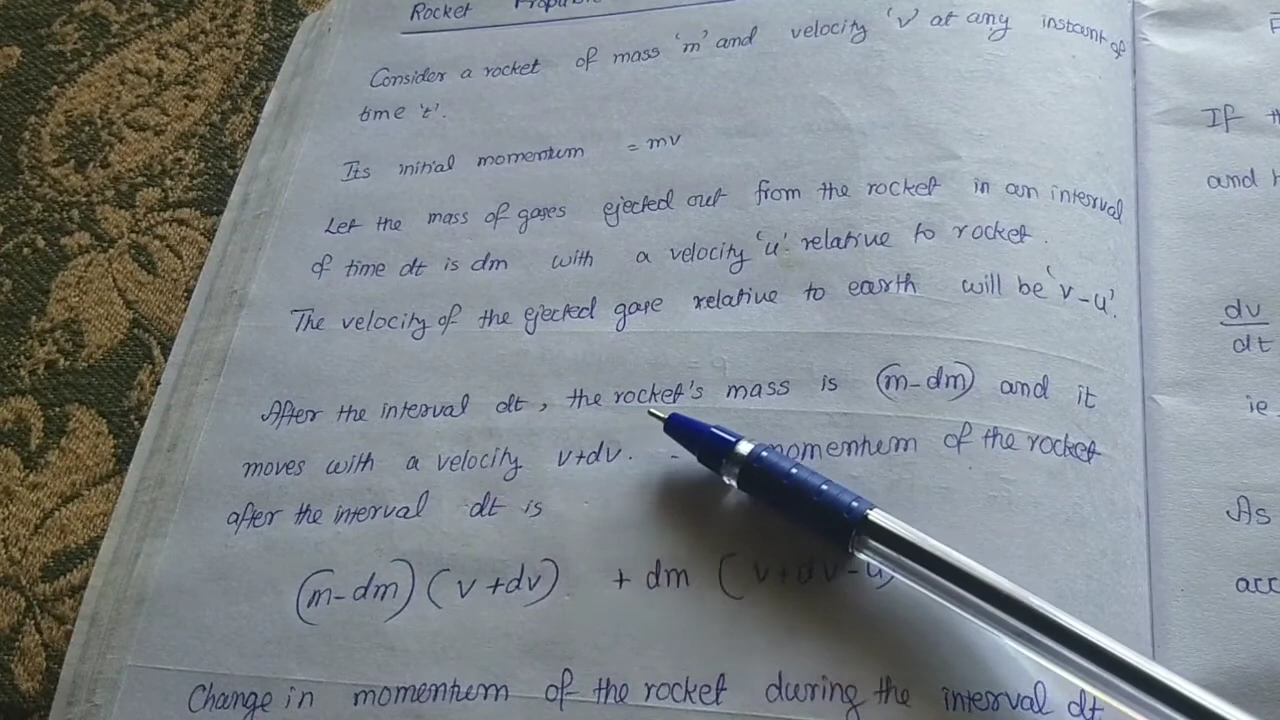 Rocket
Consider a rocket of mass 'm' and velocity 'v' at any instant of
time 't'.
Its initial momentum = mv
Let the mass of gases ejected out from the rocket in an interval
of time dt is dm with a velocity 'u' relative to rocket.
The velocity of the ejected gase relative to earth will be 'v-u'.
After the interval dt, the rocket's mass is (m-dm) and it
moves with a velocity v+dv. momentum of the rocket
after the interval dt is
(m-dm) (v+dv) + dm (v+dv-u)
Change in momentum of the rocket during the interval dt
If
and
dv
dt
ie
As